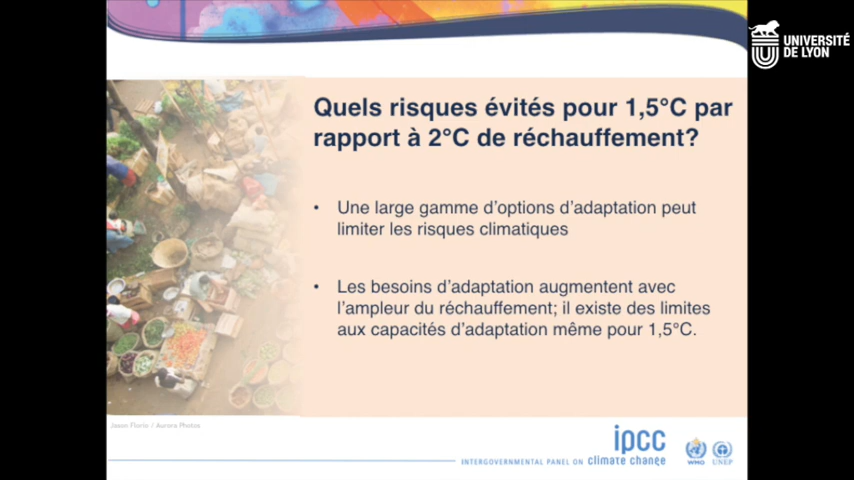 UNIVERSITÉ
DE LYON
Quels risques évités pour 1,5°C par
rapport à 2°C de réchauffement?
• Une large gamme d'options d'adaptation peut
limiter les risques climatiques
• Les besoins d'adaptation augmentent avec
l'ampleur du réchauffement; il existe des limites
aux capacités d'adaptation même pour 1,5°C.
Jason Florio / Aurora Photos
ipcc
INTERGOVERNMENTAL PANEL ON climate change
WMO
UNEP